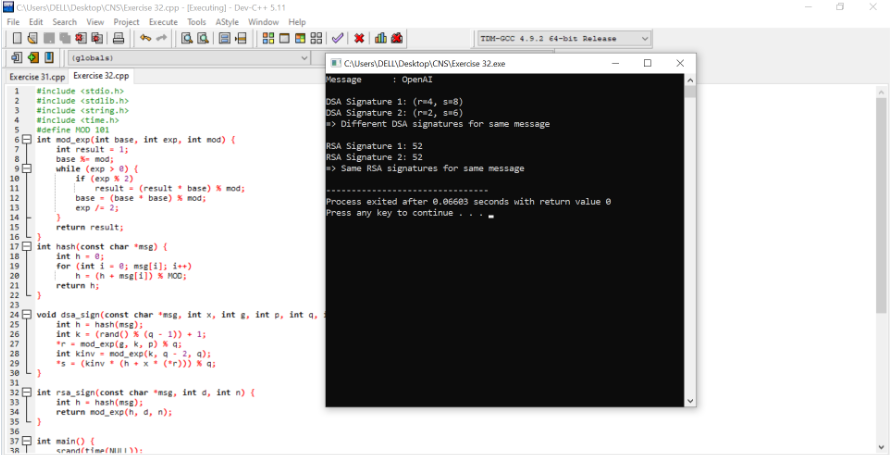 C:\Users\DELL\Desktop\CNS\Exercise 32.cpp - [Executing] - Dev-C++ 5.11
File Edit Search View Project Execute Tools AStyle Window Help
TDM-GCC 4.9.2 64-bit Release
(globals)
Exercise 31.cpp Exercise 32.cpp
1 #include <stdio.h>
2 #include <stdlib.h>
3 #include <string.h>
4 #include <time.h>
5 #define MOD 101
6 int mod_exp(int base, int exp, int mod) {
7 int result = 1;
8 base %= mod;
9 while (exp > 0) {
10 if (exp % 2)
11 result = (result * base) % mod;
12 base = (base * base) % mod;
13 exp /= 2;
14 }
15 return result;
16 }
17 int hash(const char *msg) {
18 int h = 0;
19 for (int i = 0; msg[i]; i++)
20 h = (h + msg[i]) % MOD;
21 return h;
22 }
23
24 void dsa_sign(const char *msg, int x, int g, int p, int q, i
25 int h = hash(msg);
26 int k = (rand() % (q - 1)) + 1;
27 *r = mod_exp(g, k, p) % q;
28 int kinv = mod_exp(k, q - 2, q);
29 *s = (kinv * (h + x * (*r))) % q;
30 }
31
32 int rsa_sign(const char *msg, int d, int n) {
33 int h = hash(msg);
34 return mod_exp(h, d, n);
35 }
36
37 int main() {
38 srand(time(NULL));
C:\Users\DELL\Desktop\CNS\Exercise 32.exe
Message : OpenAI
DSA Signature 1: (r=4, s=8)
DSA Signature 2: (r=2, s=6)
=> Different DSA signatures for same message
RSA Signature 1: 52
RSA Signature 2: 52
=> Same RSA signatures for same message
--------------------------------
Process exited after 0.06603 seconds with return value 0
Press any key to continue . . .